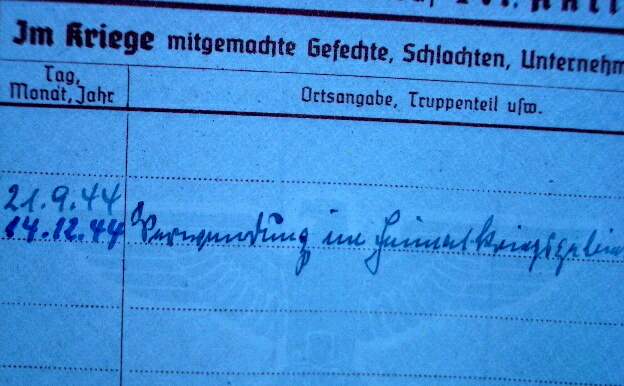 Im Kriege mitgemachte Gefechte, Schlachten, Unternehm
Tag,
Monat, Jahr
Ortsangabe, Truppenteil usw.
21.9.44
14.12.44
Verwendung im Heimatkriegsgebie